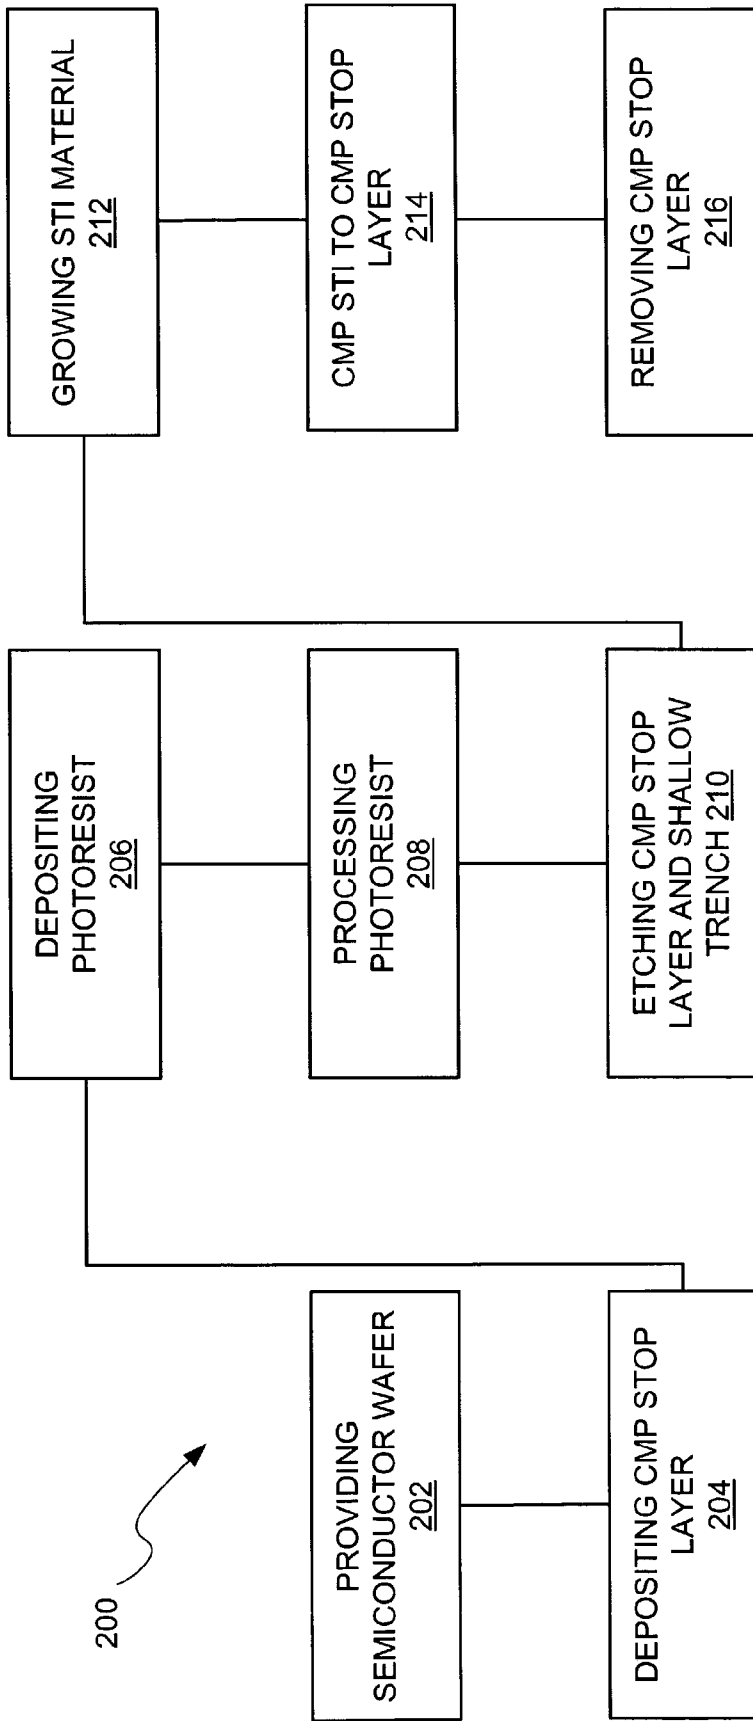 200
PROVIDING
SEMICONDUCTOR WAFER
202
DEPOSITING CMP STOP
LAYER
204
DEPOSITING
PHOTORESIST
206
PROCESSING
PHOTORESIST
208
ETCHING CMP STOP
LAYER AND SHALLOW
TRENCH 210
GROWING STI MATERIAL
212
CMP STI TO CMP STOP
LAYER
214
REMOVING CMP STOP
LAYER
216